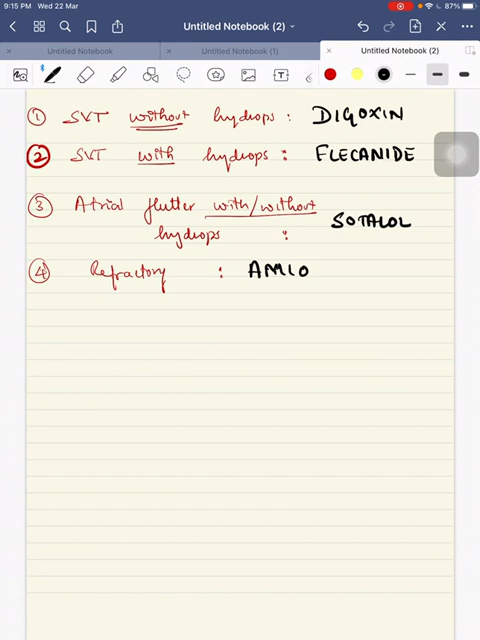 9:15 PM Wed 22 Mar
87%
Untitled Notebook (2)
Untitled Notebook
Untitled Notebook (1)
Untitled Notebook (2)
① SVT without hydrops : DIGOXIN
② SVT with hydrops : FLECANIDE
③ Atrial flutter with/without
hydrops : SOTALOL
④ Refractory : AMIO